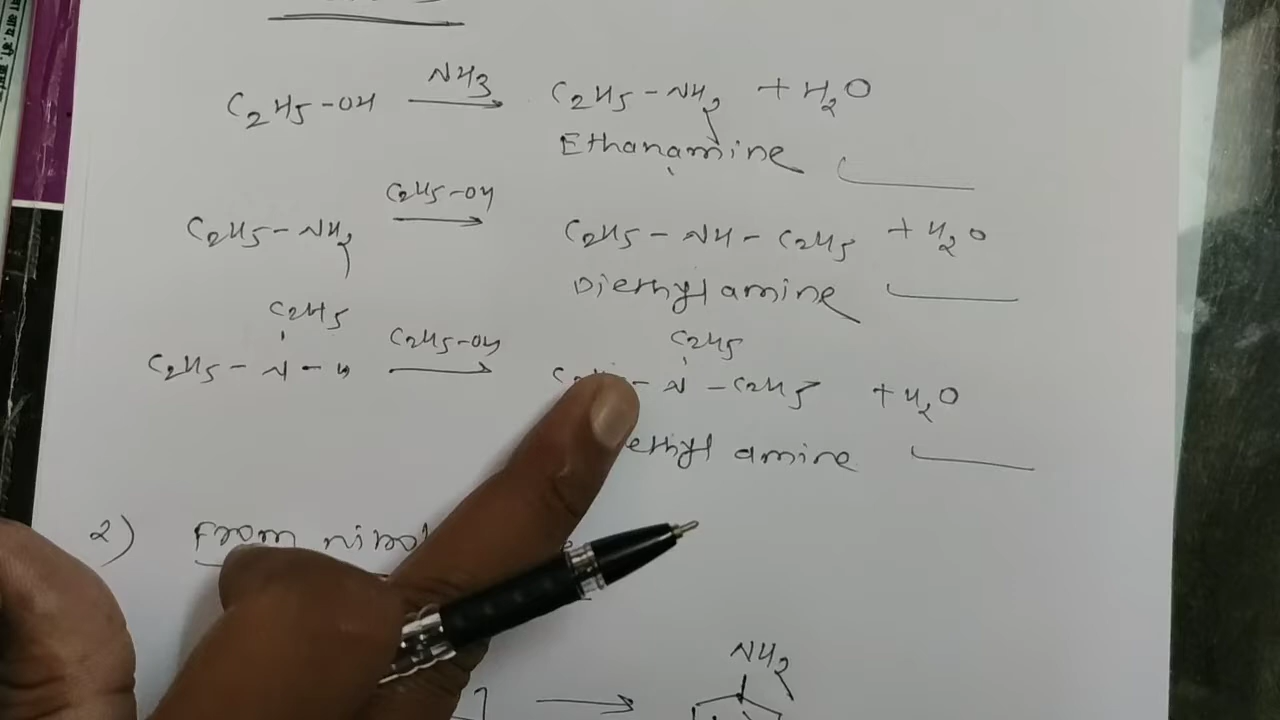 C2H5-OH NH3 → C2H5-NH2 + H2O
Ethanamine
C2H5-NH2 C2H5-OH → C2H5-NH-C2H5 + H2O
Diethyl amine
C2H5 C2H5
C2H5-N-H C2H5-OH → -N-C2H5 + H2O
ethyl amine
2) From
NH2
→